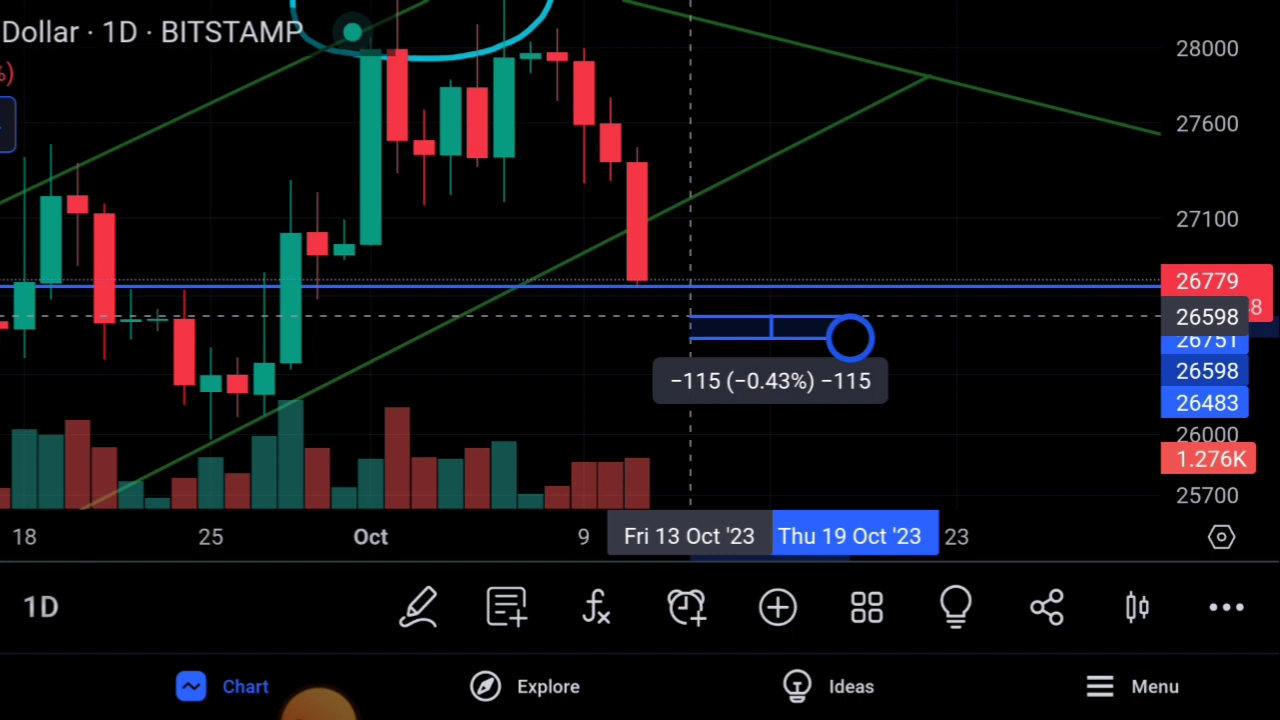 Dollar · 1D · BITSTAMP
%)
28000
27600
27100
26779
8
26598
26751
26598
26483
26000
1.276K
25700
−115 (−0.43%) −115
18
25
Oct
9
Fri 13 Oct '23
Thu 19 Oct '23
23
1D
Chart
Explore
Ideas
Menu